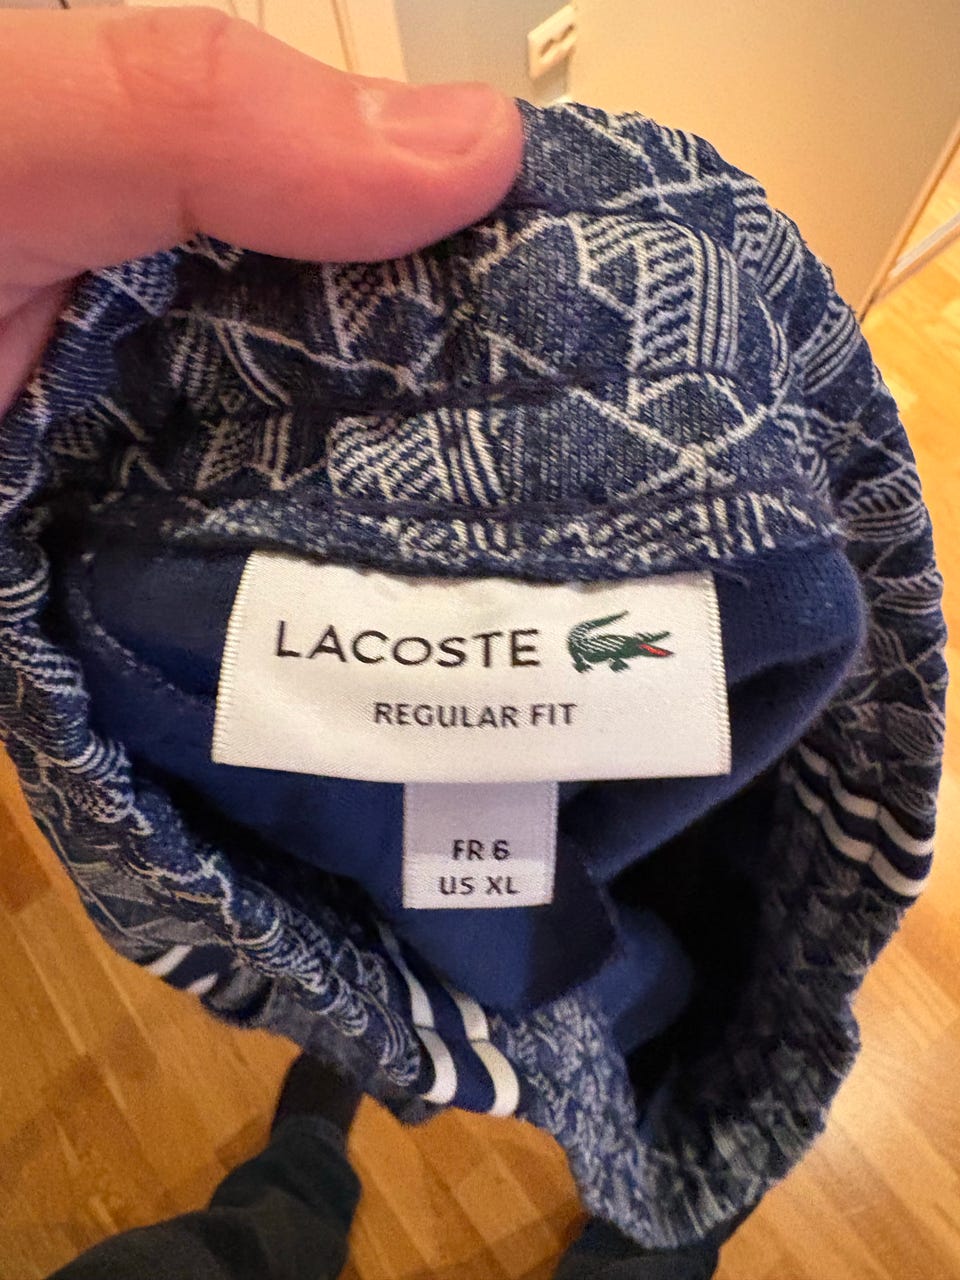 LACOSTE
REGULAR FIT
FR 6
US XL